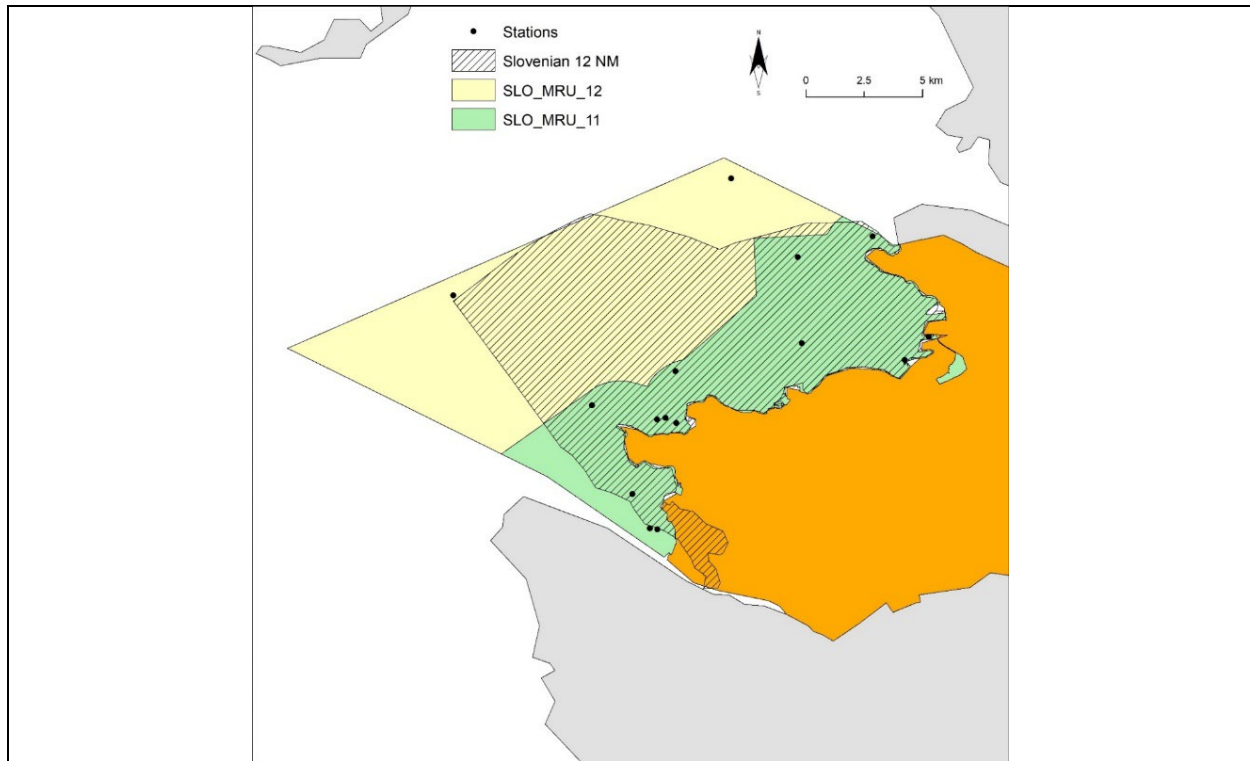 Stations
Slovenian 12 NM
SLO_MRU_12
SLO_MRU_11
N
S
0 2.5 5 km